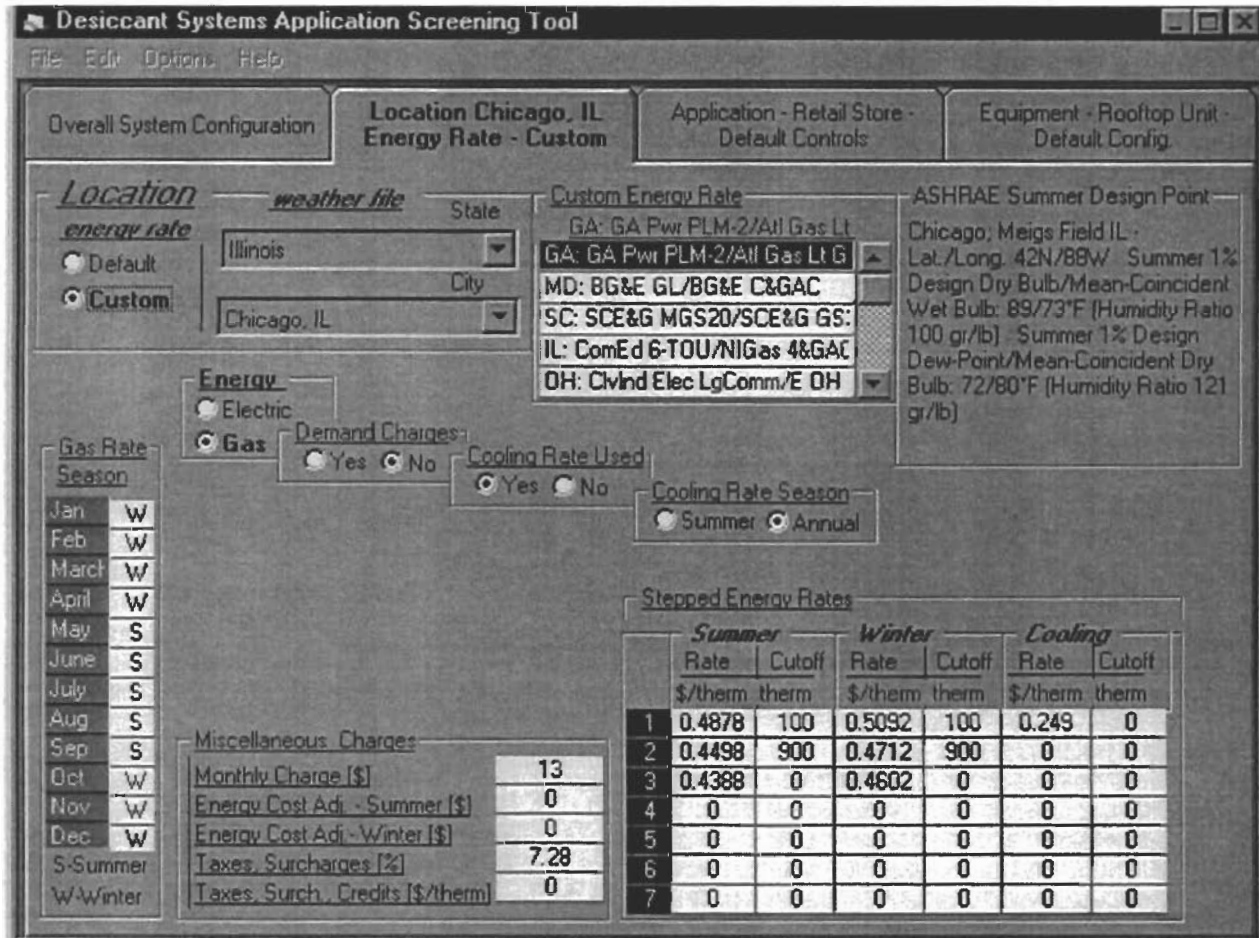 Desiccant Systems Application Screening Tool
File Edit Options Help
Overall System Configuration
Location Chicago, IL
Energy Rate - Custom
Application - Retail Store -
Default Controls
Equipment - Rooftop Unit -
Default Config.
Location
energy rate
Default
Custom
weather file
State
Illinois
City
Chicago, IL
Custom Energy Rate
GA: GA Pwr PLM-2/Atl Gas Lt
GA: GA Pwr PLM-2/Atl Gas Lt G
MD: BG&E GL/BG&E C&GAC
SC: SCE&G MGS20/SCE&G GS:
IL: ComEd 6-TOU/NIGas 4&GAC
OH: Clvlnd Elec LgComm/E OH
ASHRAE Summer Design Point
Chicago; Meigs Field IL -
Lat./Long. 42N/88W Summer 1%
Design Dry Bulb/Mean-Coincident
Wet Bulb: 89/73°F (Humidity Ratio
100 gr/lb) Summer 1% Design
Dew-Point/Mean-Coincident Dry
Bulb: 72/80°F (Humidity Ratio 121
gr/lb)
Energy
Electric
Gas
Demand Charges
Yes No
Cooling Rate Used
Yes No
Cooling Rate Season
Summer Annual
Gas Rate
Season
Jan W
Feb W
March W
April W
May S
June S
July S
Aug S
Sep S
Oct W
Nov W
Dec W
S-Summer
W-Winter
Miscellaneous Charges
Monthly Charge [$] 13
Energy Cost Adj. - Summer [$] 0
Energy Cost Adj. - Winter [$] 0
Taxes, Surcharges [%] 7.28
Taxes, Surch., Credits [$/therm] 0
Stepped Energy Rates
Summer Winter Cooling
Rate Cutoff Rate Cutoff Rate Cutoff
$/therm therm $/therm therm $/therm therm
1 0.4878 100 0.5092 100 0.249 0
2 0.4498 900 0.4712 900 0 0
3 0.4388 0 0.4602 0 0 0
4 0 0 0 0 0 0
5 0 0 0 0 0 0
6 0 0 0 0 0 0
7 0 0 0 0 0 0